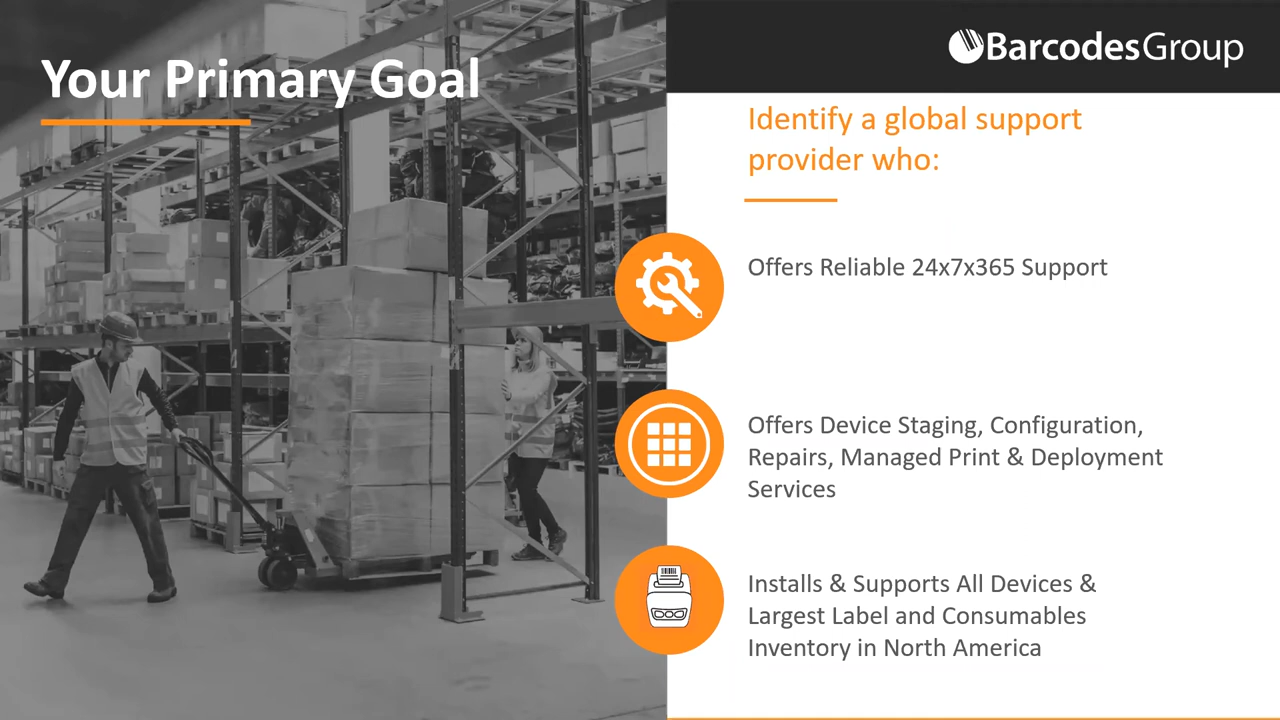 Your Primary Goal
BarcodesGroup
Identify a global support
provider who:
Offers Reliable 24x7x365 Support
Offers Device Staging, Configuration,
Repairs, Managed Print & Deployment
Services
Installs & Supports All Devices &
Largest Label and Consumables
Inventory in North America